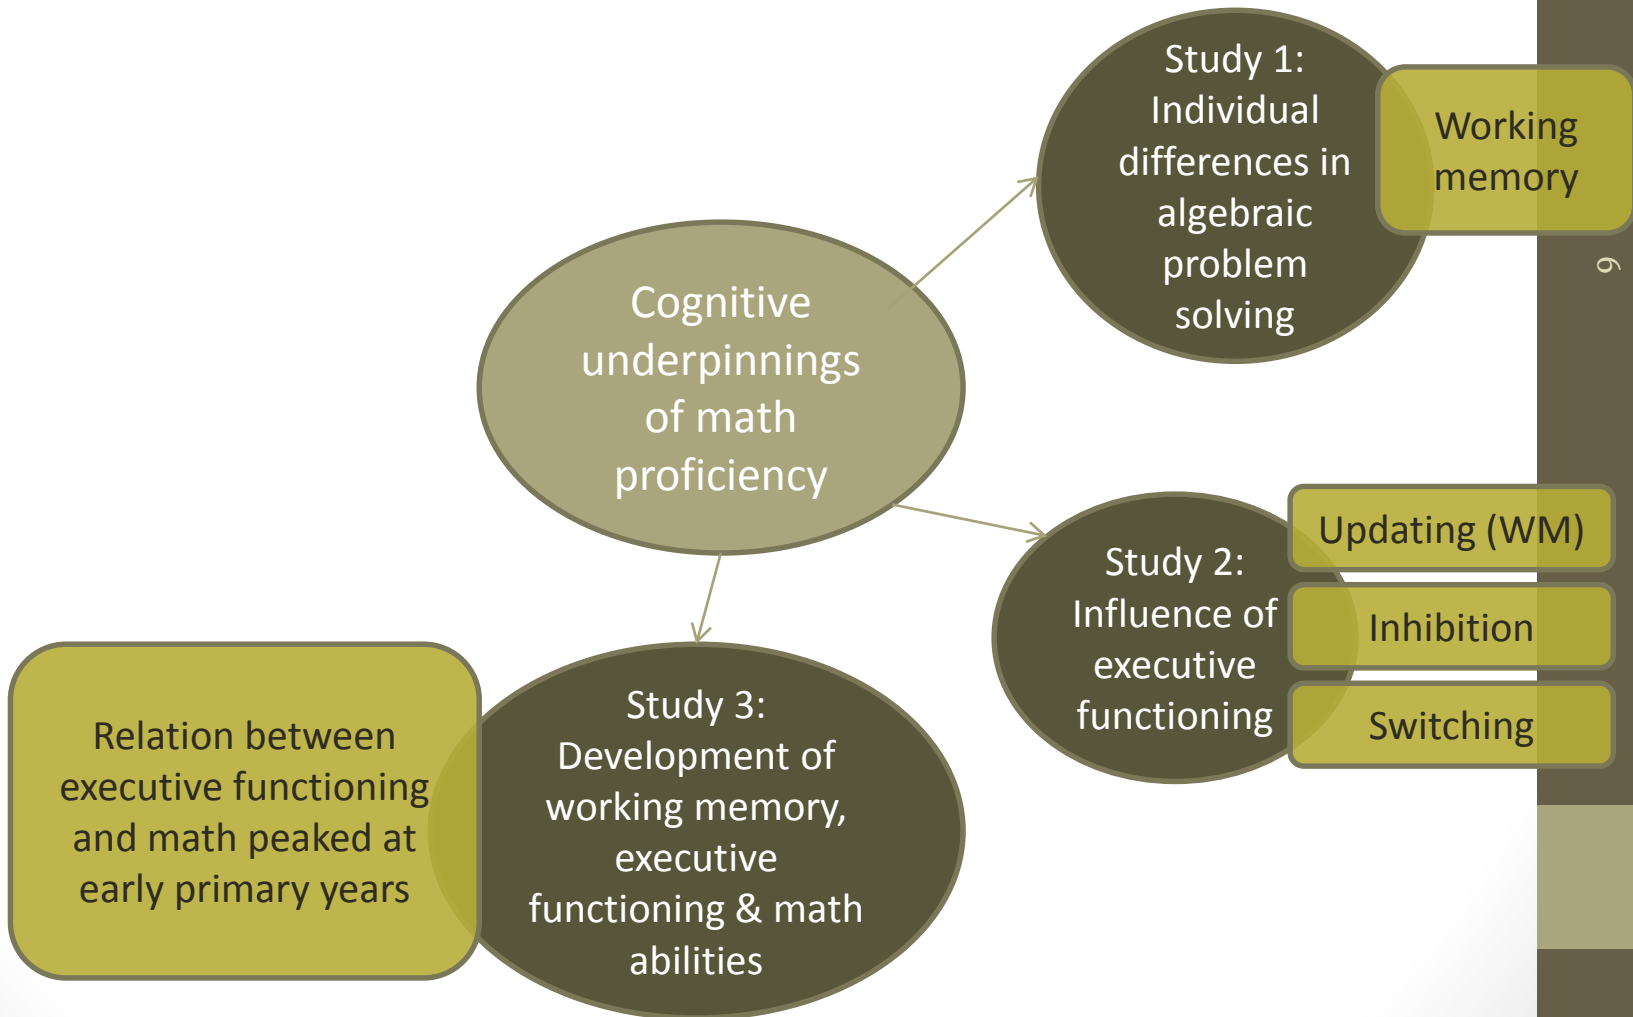 Study 1:
Individual
differences in
algebraic
problem
solving
Working
memory
6
Cognitive
underpinnings
of math
proficiency
Study 2:
Influence of
executive
functioning
Updating (WM)
Inhibition
Switching
Study 3:
Development of
working memory,
executive
functioning & math
abilities
Relation between
executive functioning
and math peaked at
early primary years